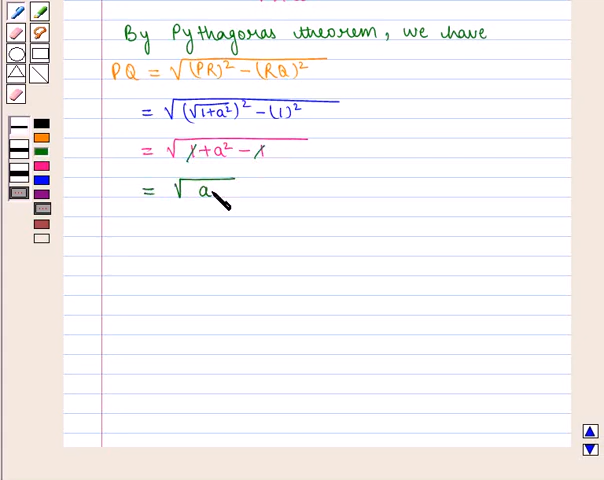 By Pythagoras theorem, we have
PQ = √(PR)² − (RQ)²
= √(√1+a²)² − (1)²
= √1 + a² − 1
= √a